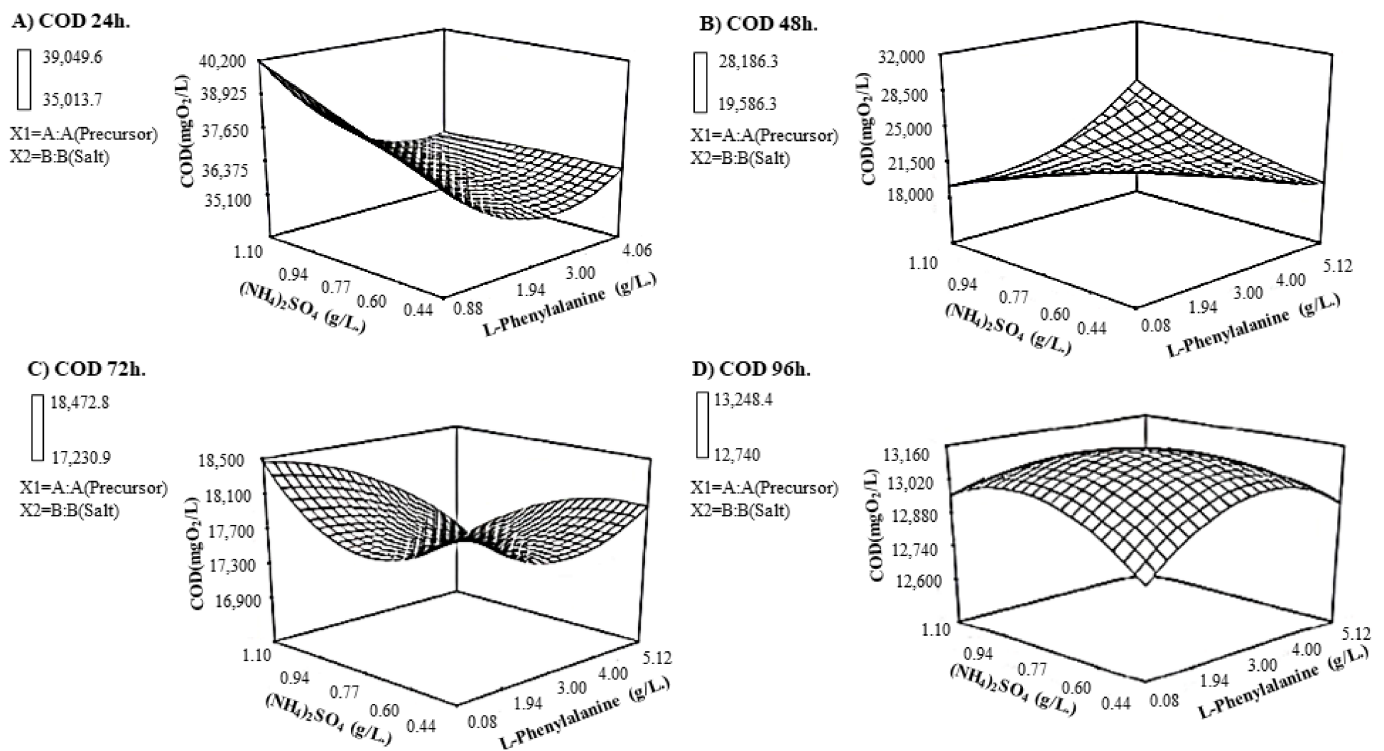 A) COD 24h.
39,049.6
35,013.7
X1=A:A(Precursor)
X2=B:B(Salt)
COD(mgO2/L)
40,200
38,925
37,650
36,375
35,100
1.10
0.94
0.77
0.60
0.44
(NH4)2SO4 (g/L.)
0.88
1.94
3.00
4.06
L-Phenylalanine (g/L.)
B) COD 48h.
28,186.3
19,586.3
X1=A:A(Precursor)
X2=B:B(Salt)
COD(mgO2/L)
32,000
28,500
25,000
21,500
18,000
1.10
0.94
0.77
0.60
0.44
(NH4)2SO4 (g/L.)
0.08
1.94
3.00
4.00
5.12
L-Phenylalanine (g/L.)
C) COD 72h.
18,472.8
17,230.9
X1=A:A(Precursor)
X2=B:B(Salt)
COD(mgO2/L)
18,500
18,100
17,700
17,300
16,900
1.10
0.94
0.77
0.60
0.44
(NH4)2SO4 (g/L.)
0.08
1.94
3.00
4.00
5.12
L-Phenylalanine (g/L.)
D) COD 96h.
13,248.4
12,740
X1=A:A(Precursor)
X2=B:B(Salt)
COD(mgO2/L)
13,160
13,020
12,880
12,740
12,600
1.10
0.94
0.77
0.60
0.44
(NH4)2SO4 (g/L.)
0.08
1.94
3.00
4.00
5.12
L-Phenylalanine (g/L.)